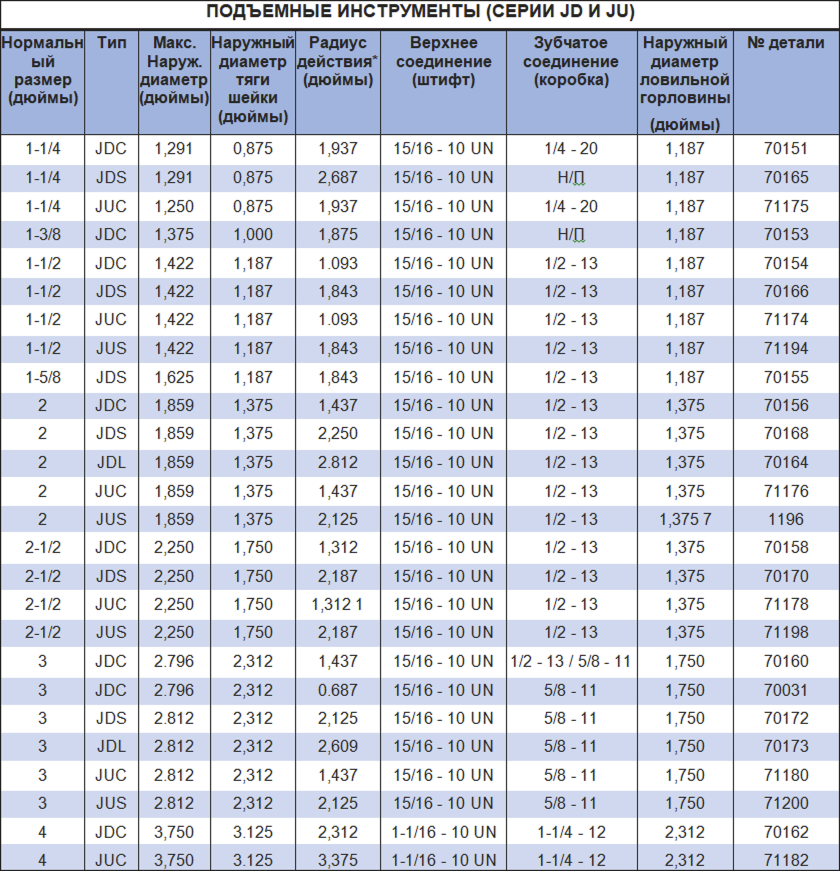 ПОДЪЕМНЫЕ ИНСТРУМЕНТЫ (СЕРИИ JD И JU)
Нормальн Тип Макс. Наружный Радиус Верхнее Зубчатое Наружный № детали
ый Наруж. диаметр действия* соединение соединение диаметр
размер диаметр тяги (дюймы) (штифт) (коробка) ловильной
(дюймы) (дюймы) шейки горловины
(дюймы) (дюймы)
1-1/4 JDC 1,291 0,875 1,937 15/16 - 10 UN 1/4 - 20 1,187 70151
1-1/4 JDS 1,291 0,875 2,687 15/16 - 10 UN Н/П 1,187 70165
1-1/4 JUC 1,250 0,875 1,937 15/16 - 10 UN 1/4 - 20 1,187 71175
1-3/8 JDC 1,375 1,000 1,875 15/16 - 10 UN Н/П 1,187 70153
1-1/2 JDC 1,422 1,187 1.093 15/16 - 10 UN 1/2 - 13 1,187 70154
1-1/2 JDS 1,422 1,187 1,843 15/16 - 10 UN 1/2 - 13 1,187 70166
1-1/2 JUC 1,422 1,187 1.093 15/16 - 10 UN 1/2 - 13 1,187 71174
1-1/2 JUS 1,422 1,187 1,843 15/16 - 10 UN 1/2 - 13 1,187 71194
1-5/8 JDS 1,625 1,187 1,843 15/16 - 10 UN 1/2 - 13 1,187 70155
2 JDC 1,859 1,375 1,437 15/16 - 10 UN 1/2 - 13 1,375 70156
2 JDS 1,859 1,375 2,250 15/16 - 10 UN 1/2 - 13 1,375 70168
2 JDL 1,859 1,375 2.812 15/16 - 10 UN 1/2 - 13 1,375 70164
2 JUC 1,859 1,375 1,437 15/16 - 10 UN 1/2 - 13 1,375 71176
2 JUS 1,859 1,375 2,125 15/16 - 10 UN 1/2 - 13 1,375 7 1196
2-1/2 JDC 2,250 1,750 1,312 15/16 - 10 UN 1/2 - 13 1,375 70158
2-1/2 JDS 2,250 1,750 2,187 15/16 - 10 UN 1/2 - 13 1,375 70170
2-1/2 JUC 2,250 1,750 1,312 1 15/16 - 10 UN 1/2 - 13 1,375 71178
2-1/2 JUS 2,250 1,750 2,187 15/16 - 10 UN 1/2 - 13 1,375 71198
3 JDC 2.796 2,312 1,437 15/16 - 10 UN 1/2 - 13 / 5/8 - 11 1,750 70160
3 JDC 2.796 2,312 0.687 15/16 - 10 UN 5/8 - 11 1,750 70031
3 JDS 2.812 2,312 2,125 15/16 - 10 UN 5/8 - 11 1,750 70172
3 JDL 2.812 2,312 2,609 15/16 - 10 UN 5/8 - 11 1,750 70173
3 JUC 2.812 2,312 1,437 15/16 - 10 UN 5/8 - 11 1,750 71180
3 JUS 2.812 2,312 2,125 15/16 - 10 UN 5/8 - 11 1,750 71200
4 JDC 3,750 3.125 2,312 1-1/16 - 10 UN 1-1/4 - 12 2,312 70162
4 JUC 3,750 3.125 3,375 1-1/16 - 10 UN 1-1/4 - 12 2,312 71182